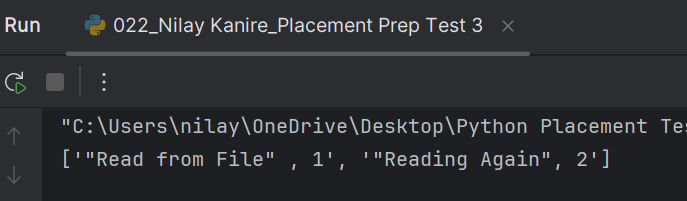 Run 022_Nilay Kanire_Placement Prep Test 3
"C:\Users\nilay\OneDrive\Desktop\Python Placement Tes
['"Read from File" , 1', '"Reading Again", 2']